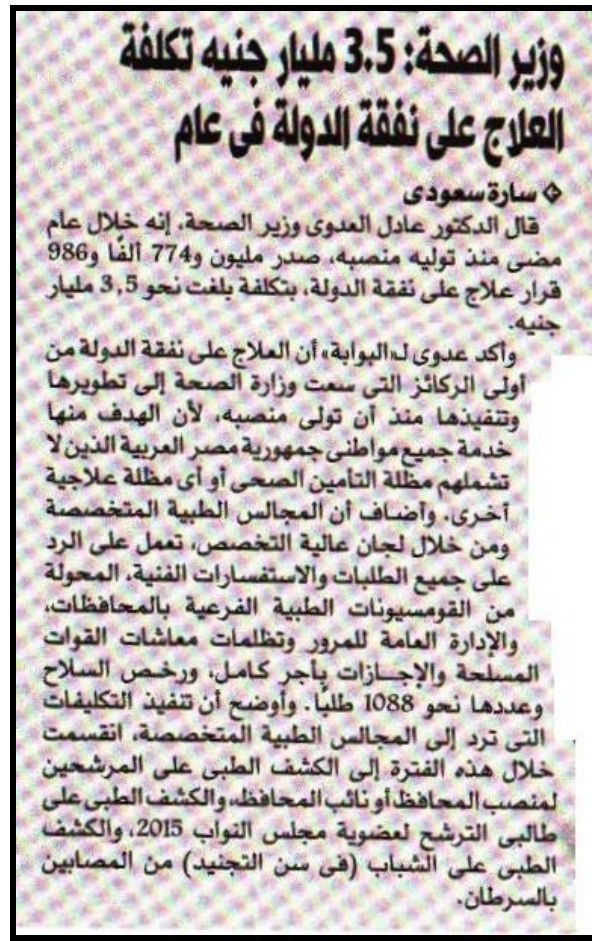 وزير الصحة: 3.5 مليار جنيه تكلفة
العلاج على نفقة الدولة فى عام
سارة سعودى
قال الدكتور عادل العدوى وزير الصحة، إنه خلال عام
مضى منذ توليه منصبه، صدر مليون و774 ألفًا و986
قرار علاج على نفقة الدولة، بتكلفة بلغت نحو 3,5 مليار
جنيه.
وأكد عدوى لـ«البوابة» أن العلاج على نفقة الدولة من
أولى الركائز التى سعت وزارة الصحة إلى تطويرها
وتنفيذها منذ أن تولى منصبه، لأن الهدف منها
خدمة جميع مواطنى جمهورية مصر العربية الذين لا
تشملهم مظلة التأمين الصحى أو أى مظلة علاجية
أخرى. وأضاف أن المجالس الطبية المتخصصة
ومن خلال لجان عالية التخصص، تعمل على الرد
على جميع الطلبات والاستفسارات الفنية، المحولة
من القومسيونات الطبية الفرعية بالمحافظات،
والإدارة العامة للمرور وتظلمات معاشات القوات
المسلحة والإجازات بأجر كامل، ورخص السلاح
وعددها نحو 1088 طلبًا. وأوضح أن تنفيذ التكليفات
التى ترد إلى المجالس الطبية المتخصصة، انقسمت
خلال هذه الفترة إلى الكشف الطبى على المرشحين
لمنصب المحافظ أو نائب المحافظ، والكشف الطبى على
طالبى الترشح لعضوية مجلس النواب 2015، والكشف
الطبى على الشباب (فى سن التجنيد) من المصابين
بالسرطان.